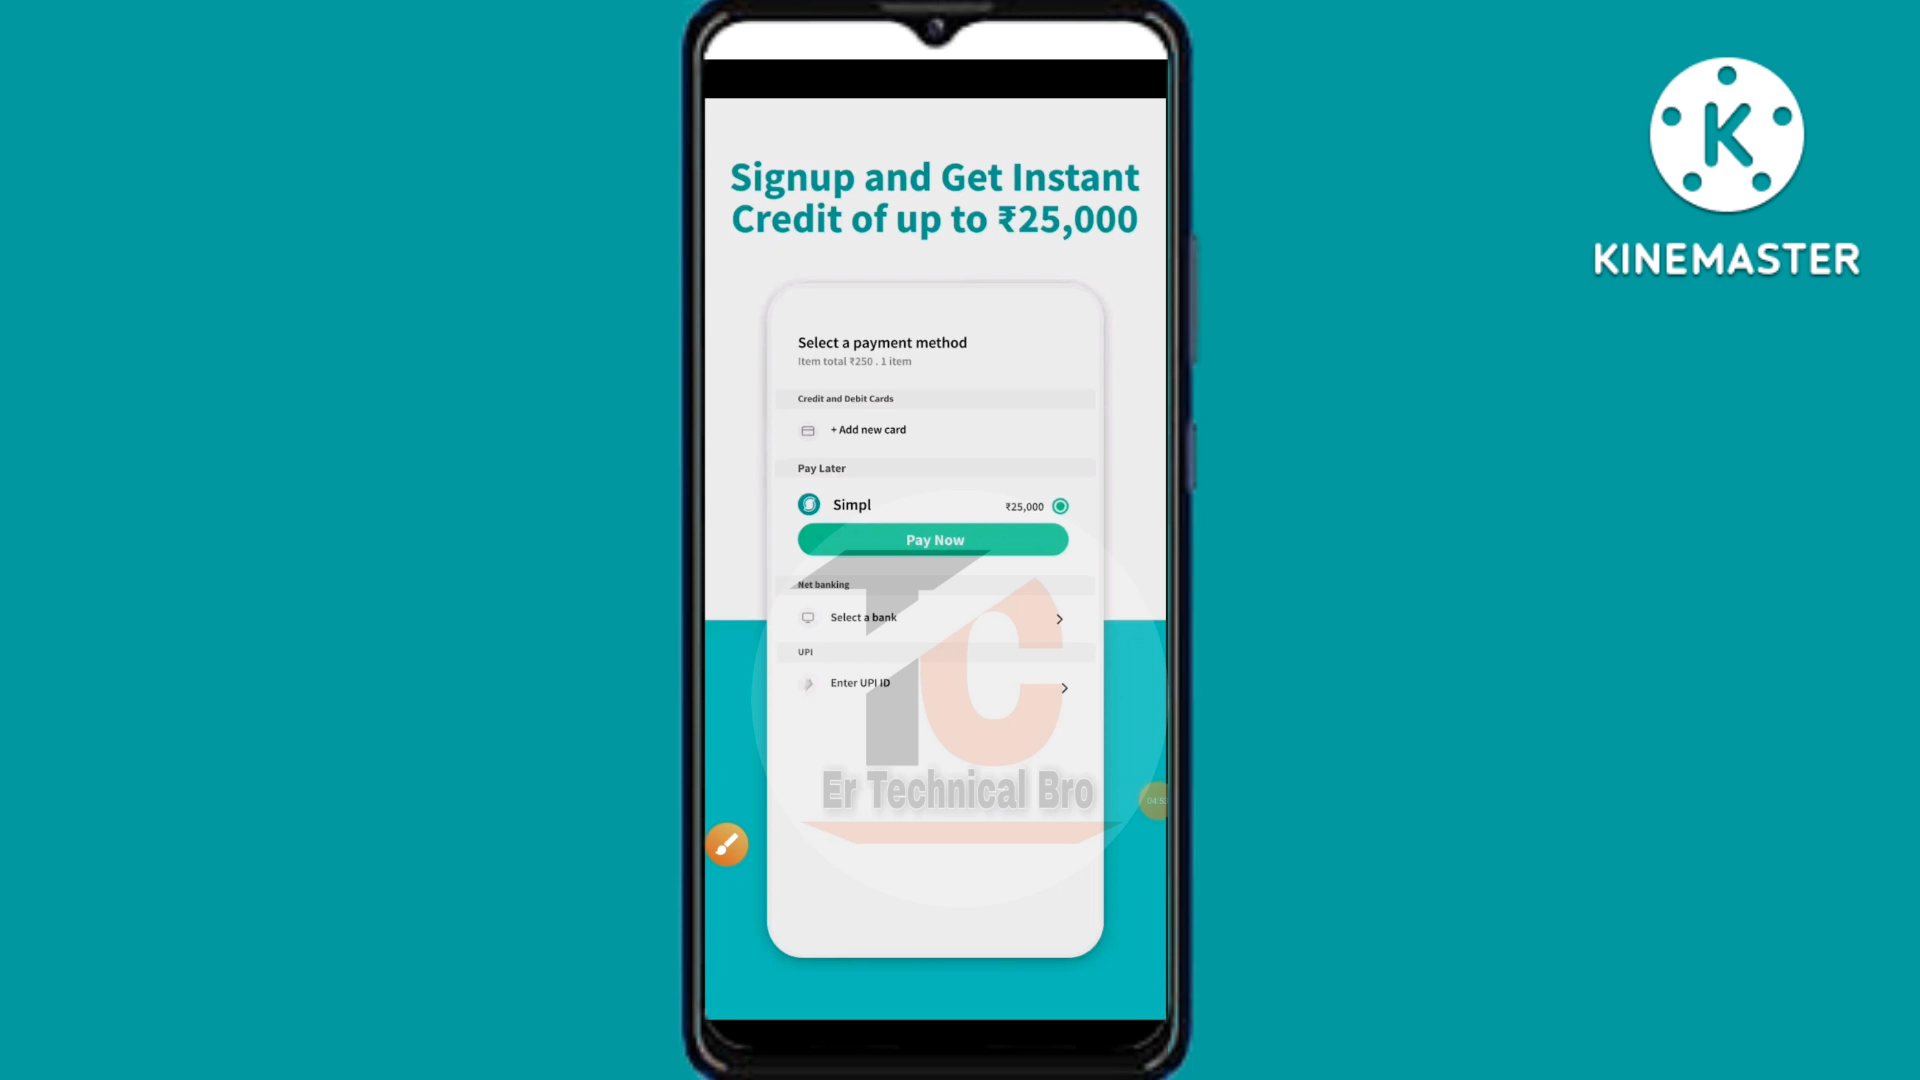 Signup and Get Instant
Credit of up to ₹25,000
Select a payment method
Item total ₹250 . 1 item
Credit and Debit Cards
+ Add new card
Pay Later
Simpl ₹25,000
Pay Now
Net banking
Select a bank
UPI
Enter UPI ID
TC
Er Technical Bro
K
KINEMASTER